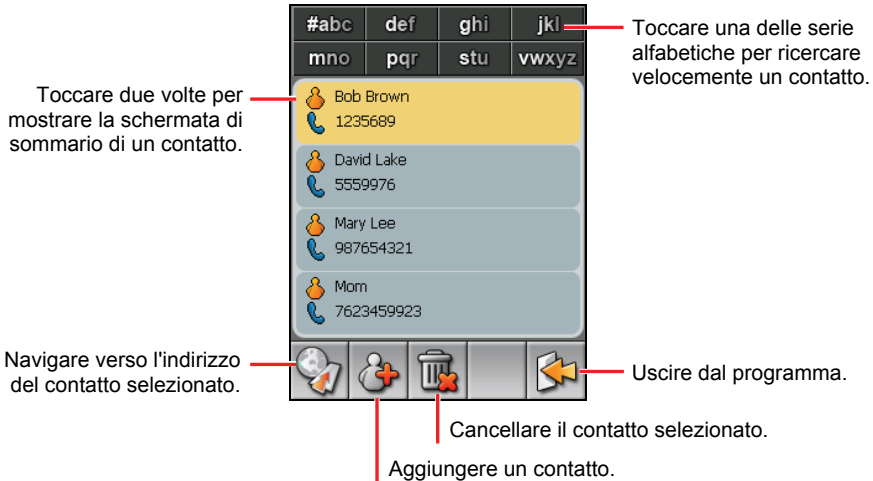 #abc def ghi jkl
mno pqr stu vwxyz
Toccare una delle serie
alfabetiche per ricercare
velocemente un contatto.
Toccare due volte per
mostrare la schermata di
sommario di un contatto.
Bob Brown
1235689
David Lake
5559976
Mary Lee
987654321
Mom
7623459923
Navigare verso l'indirizzo
del contatto selezionato.
Uscire dal programma.
Cancellare il contatto selezionato.
Aggiungere un contatto.